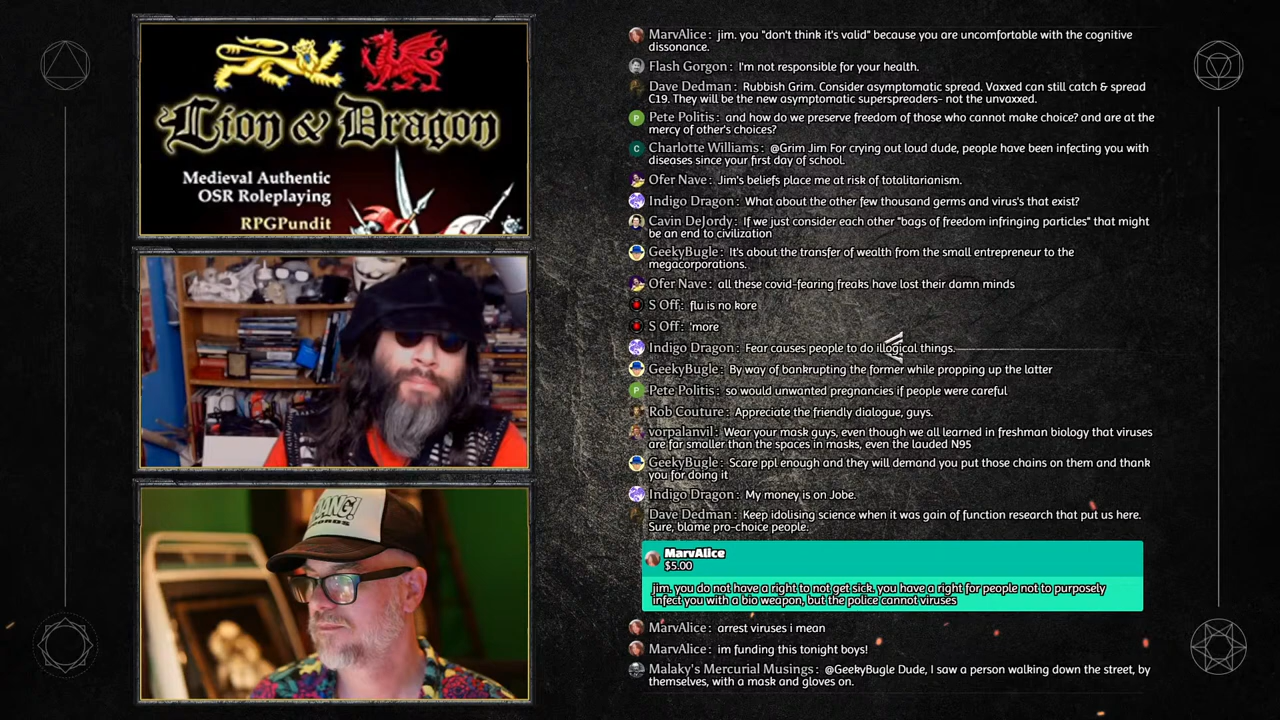 Lion & Dragon
Medieval Authentic
OSR Roleplaying
RPGPundit
MarvAlice : jim. you "don't think it's valid" because you are uncomfortable with the cognitive
dissonance.
Flash Gorgon : I'm not responsible for your health.
Dave Dedman : Rubbish Grim. Consider asymptomatic spread. Vaxxed can still catch & spread
C19. They will be the new asymptomatic superspreaders- not the unvaxxed.
P
Pete Politis : and how do we preserve freedom of those who cannot make choice? and are at the
mercy of other's choices?
C
Charlotte Williams : @Grim Jim For crying out loud dude, people have been infecting you with
diseases since your first day of school.
Ofer Nave : Jim's beliefs place me at risk of totalitarianism.
Indigo Dragon : What about the other few thousand germs and virus's that exist?
Cavin DeJordy : If we just consider each other "bags of freedom infringing particles" that might
be an end to civilization
GeekyBugle : It's about the transfer of wealth from the small entrepreneur to the
megacorporations.
Ofer Nave : all these covid-fearing freaks have lost their damn minds
S Off : flu is no kore
S Off : 'more
Indigo Dragon : Fear causes people to do illogical things.
GeekyBugle : By way of bankrupting the former while propping up the latter
P
Pete Politis : so would unwanted pregnancies if people were careful
Rob Couture : Appreciate the friendly dialogue, guys.
vorpalanvil : Wear your mask guys, even though we all learned in freshman biology that viruses
are far smaller than the spaces in masks, even the lauded N95
GeekyBugle : Scare ppl enough and they will demand you put those chains on them and thank
you for doing it
Indigo Dragon : My money is on Jobe.
Dave Dedman : Keep idolising science when it was gain of function research that put us here.
Sure, blame pro-choice people.
MarvAlice
$5.00
jim. you do not have a right to not get sick. you have a right for people not to purposely
infect you with a bio weapon, but the police cannot viruses
MarvAlice : arrest viruses i mean
MarvAlice : im funding this tonight boys!
Malaky's Mercurial Musings : @GeekyBugle Dude, I saw a person walking down the street, by
themselves, with a mask and gloves on.